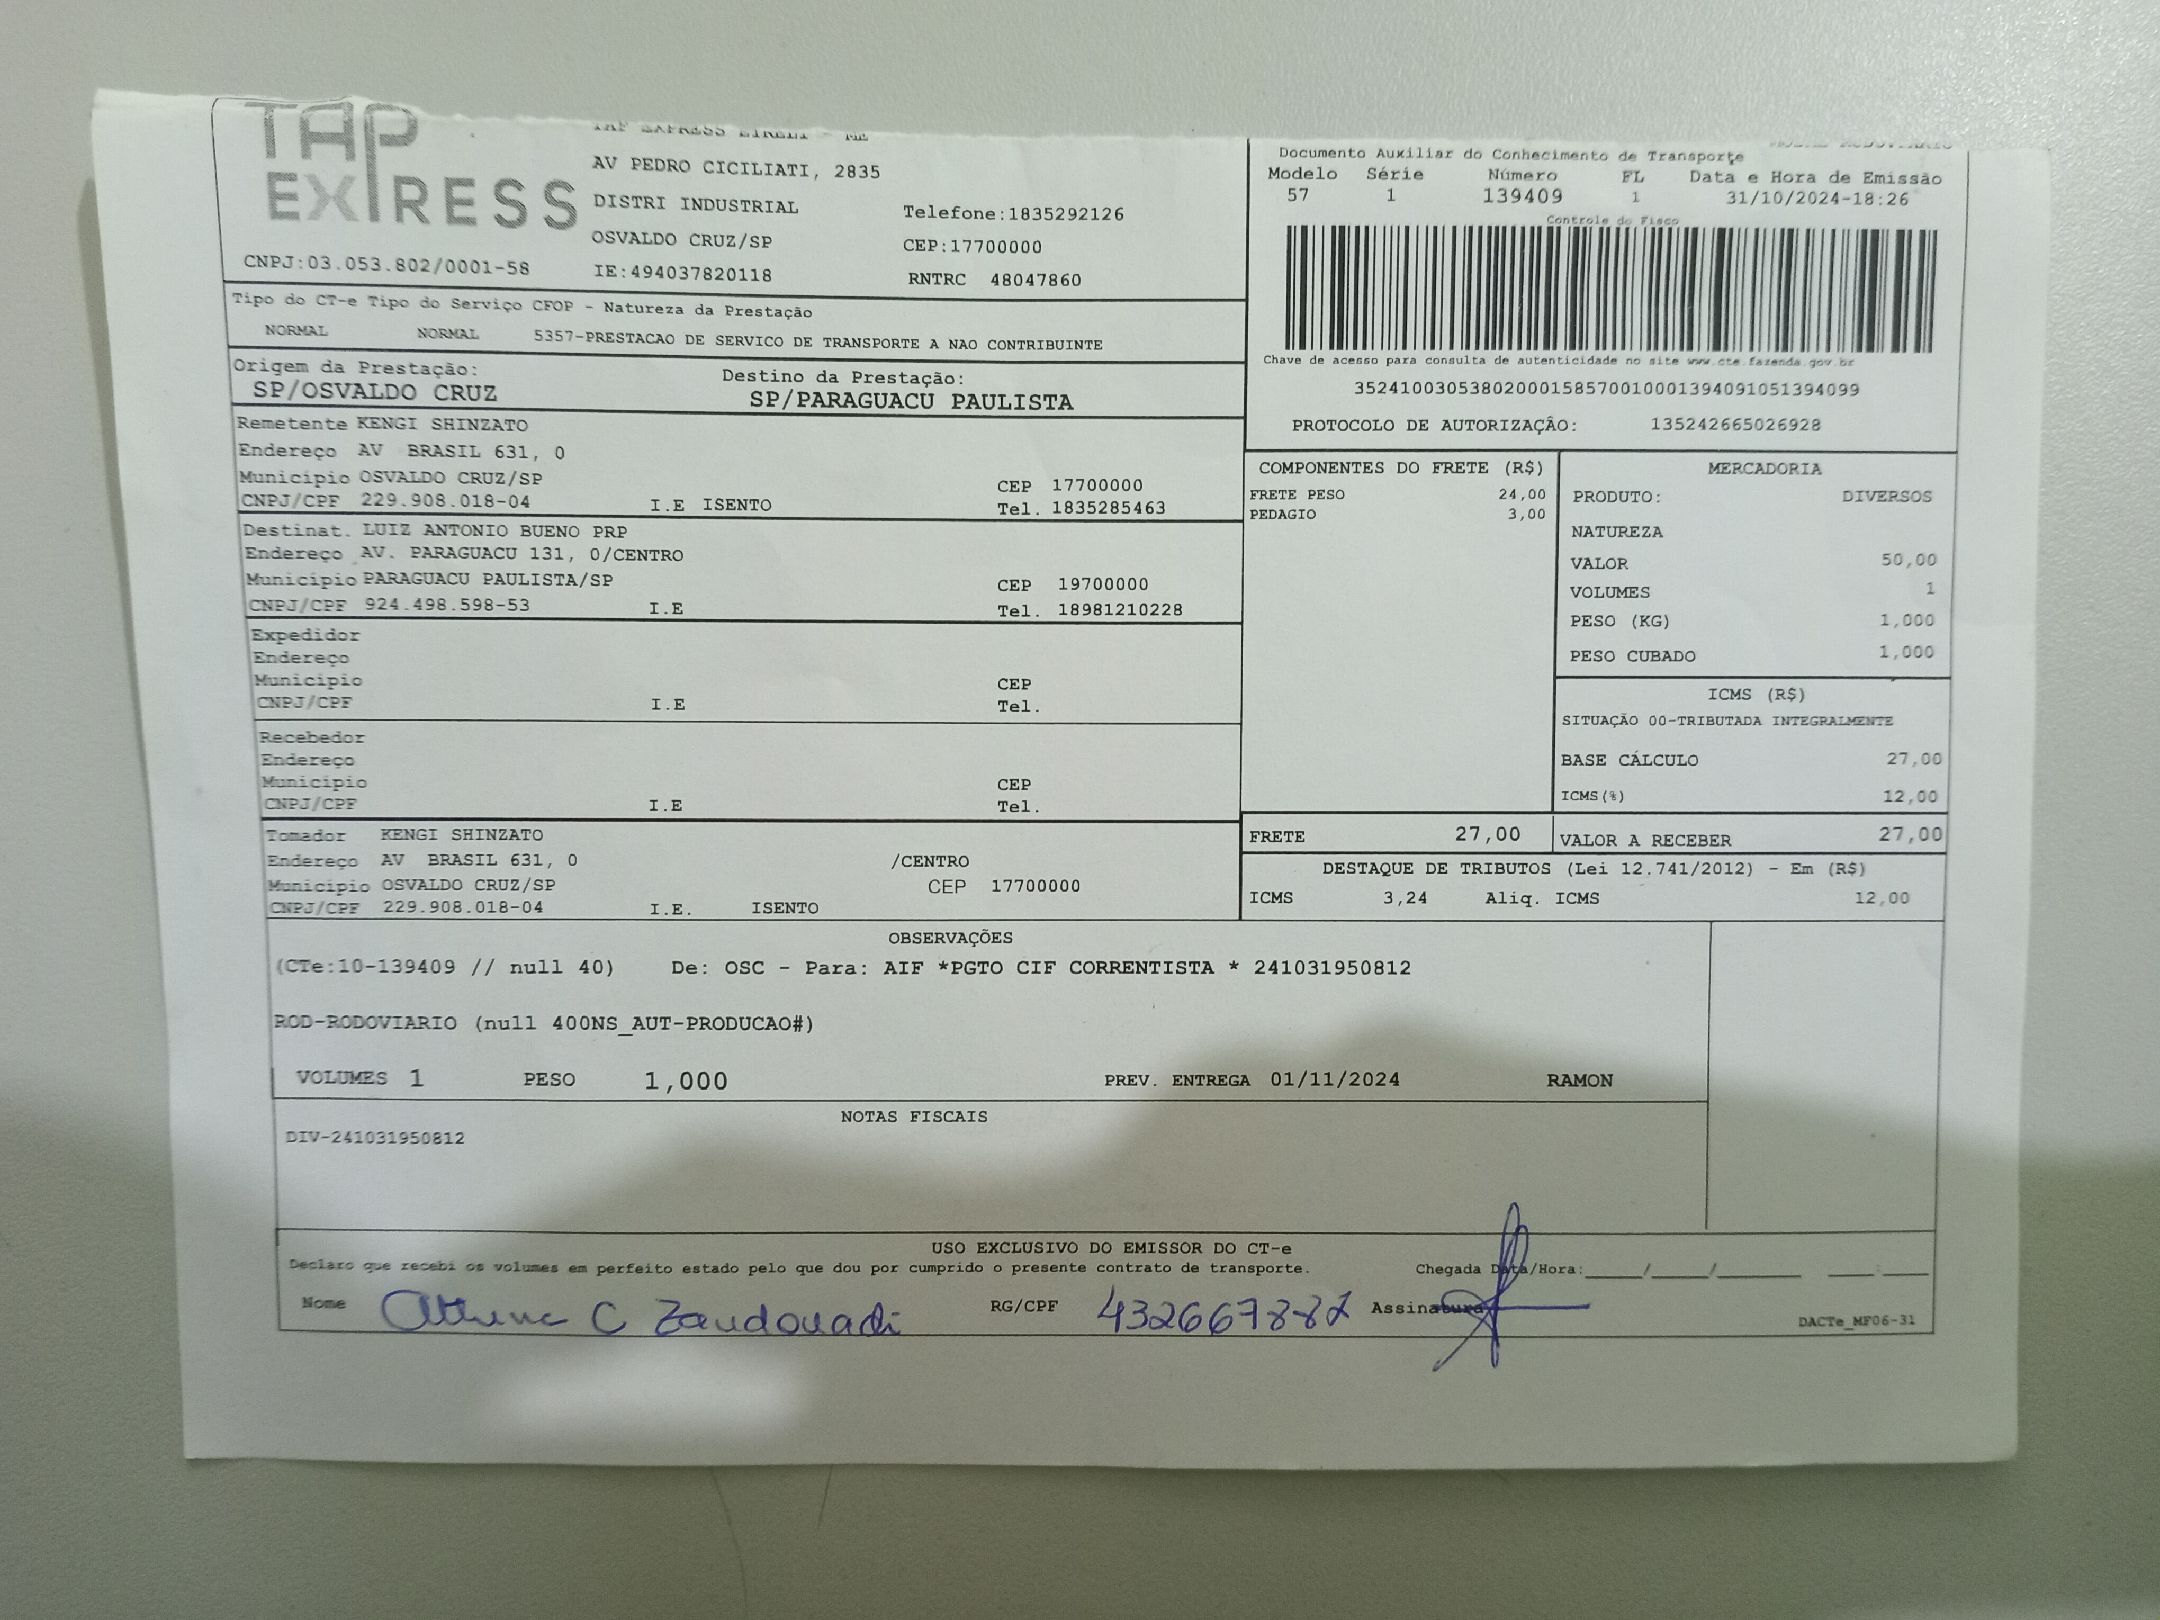 TAP EXPRESS
TAP EXPRESS EIRELI - ME
AV PEDRO CICILIATI, 2835
DISTRI INDUSTRIAL Telefone:1835292126
OSVALDO CRUZ/SP CEP:17700000
CNPJ:03.053.802/0001-58 IE:494037820118 RNTRC 48047860
Documento Auxiliar do Conhecimento de Transporte
Modelo Série Número FL Data e Hora de Emissão
57 1 139409 1 31/10/2024-18:26
Controle do Fisco
Chave de acesso para consulta de autenticidade no site www.cte.fazenda.gov.br
35241003053802000158570010001394091051394099
PROTOCOLO DE AUTORIZAÇÂO: 135242665026928
Tipo do CT-e Tipo do Serviço CFOP - Natureza da Prestação
NORMAL NORMAL 5357-PRESTACAO DE SERVICO DE TRANSPORTE A NAO CONTRIBUINTE
Origem da Prestação: Destino da Prestação:
SP/OSVALDO CRUZ SP/PARAGUACU PAULISTA
Remetente KENGI SHINZATO
Endereço AV BRASIL 631, 0
Município OSVALDO CRUZ/SP CEP 17700000
CNPJ/CPF 229.908.018-04 I.E ISENTO Tel. 1835285463
Destinat. LUIZ ANTONIO BUENO PRP
Endereço AV. PARAGUACU 131, 0/CENTRO
Município PARAGUACU PAULISTA/SP CEP 19700000
CNPJ/CPF 924.498.598-53 I.E Tel. 18981210228
Expedidor
Endereço
Município CEP
CNPJ/CPF I.E Tel.
Recebedor
Endereço
Município CEP
CNPJ/CPF I.E Tel.
Tomador KENGI SHINZATO
Endereço AV BRASIL 631, 0 /CENTRO
Município OSVALDO CRUZ/SP CEP 17700000
CNPJ/CPF 229.908.018-04 I.E. ISENTO
COMPONENTES DO FRETE (R$)
FRETE PESO 24,00
PEDAGIO 3,00
MERCADORIA
PRODUTO: DIVERSOS
NATUREZA
VALOR 50,00
VOLUMES 1
PESO (KG) 1,000
PESO CUBADO 1,000
ICMS (R$)
SITUAÇÃO 00-TRIBUTADA INTEGRALMENTE
BASE CÁLCULO 27,00
ICMS(%) 12,00
FRETE 27,00 VALOR A RECEBER 27,00
DESTAQUE DE TRIBUTOS (Lei 12.741/2012) - Em (R$)
ICMS 3,24 Aliq. ICMS 12,00
OBSERVAÇÕES
(CTe:10-139409 // null 40) De: OSC - Para: AIF *PGTO CIF CORRENTISTA * 241031950812
ROD-RODOVIARIO (null 400NS_AUT-PRODUCAO#)
VOLUMES 1 PESO 1,000 PREV. ENTREGA 01/11/2024 RAMON
NOTAS FISCAIS
DIV-241031950812
USO EXCLUSIVO DO EMISSOR DO CT-e
Declaro que recebi os volumes em perfeito estado pelo que dou por cumprido o presente contrato de transporte. Chegada Data/Hora:____/____/______ ___:___
Nome RG/CPF 432667882 Assinatura
DACTe_MF06-31